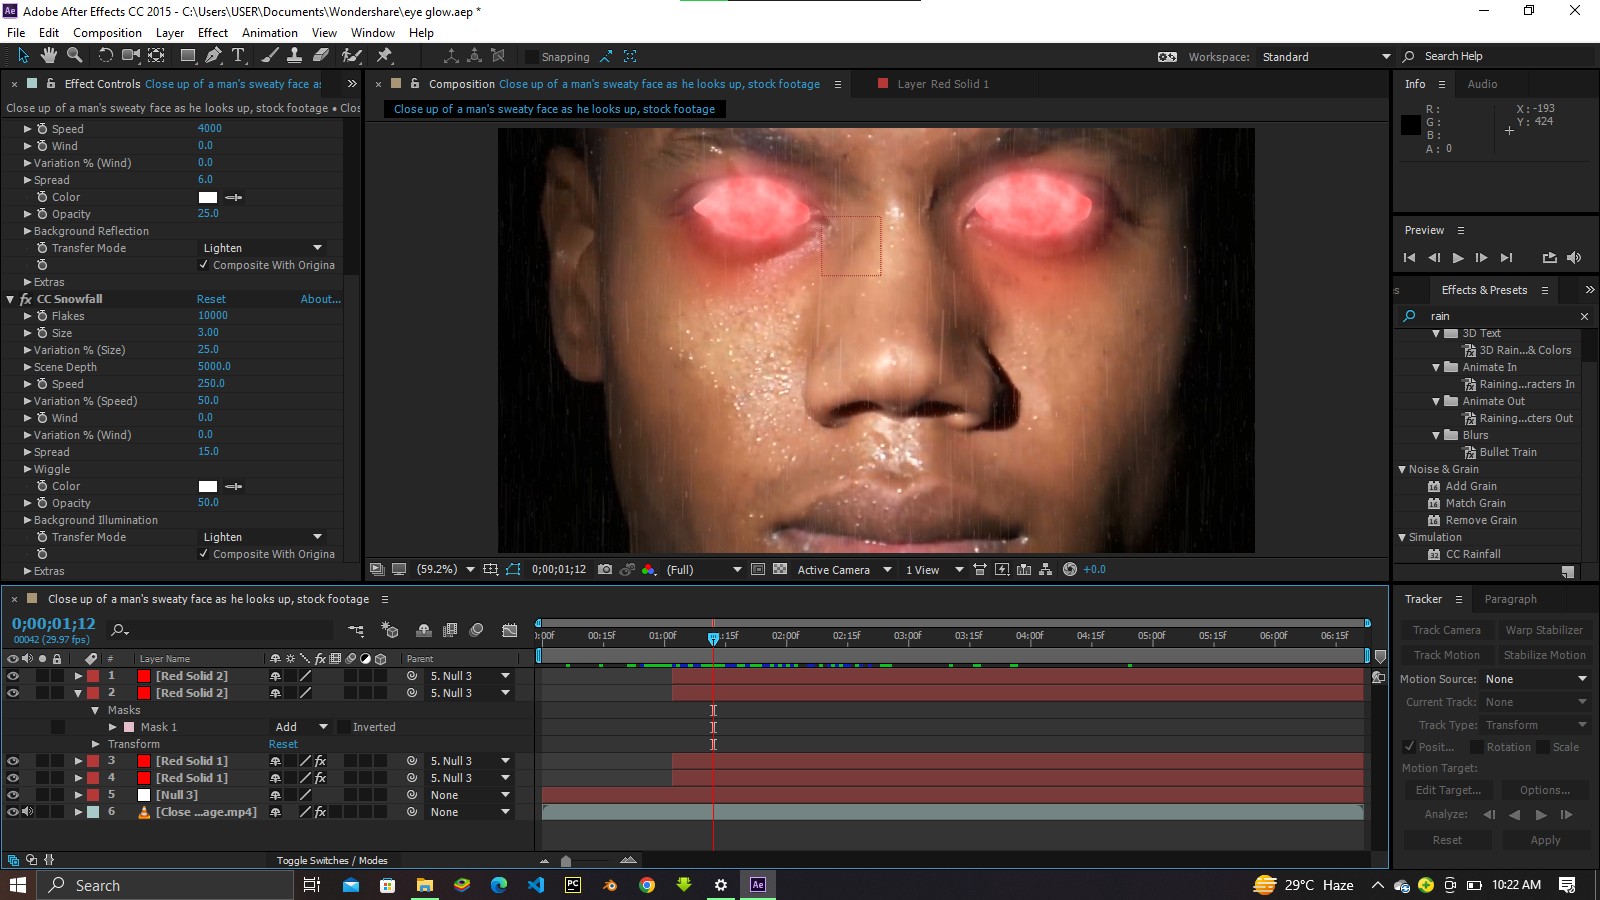 Adobe After Effects CC 2015 - C:\Users\USER\Documents\Wondershare\eye glow.aep *
File Edit Composition Layer Effect Animation View Window Help
Snapping
Workspace: Standard
Search Help
Effect Controls Close up of a man's sweaty face as
Close up of a man's sweaty face as he looks up, stock footage • Clos
Speed 4000
Wind 0.0
Variation % (Wind) 0.0
Spread 6.0
Color
Opacity 25.0
Background Reflection
Transfer Mode Lighten
Composite With Origina
Extras
fx CC Snowfall Reset About...
Flakes 10000
Size 3.00
Variation % (Size) 25.0
Scene Depth 5000.0
Speed 250.0
Variation % (Speed) 50.0
Wind 0.0
Variation % (Wind) 0.0
Spread 15.0
Wiggle
Color
Opacity 50.0
Background Illumination
Transfer Mode Lighten
Composite With Origina
Extras
Composition Close up of a man's sweaty face as he looks up, stock footage
Layer Red Solid 1
Close up of a man's sweaty face as he looks up, stock footage
(59.2%) 0;00;01;12 (Full) Active Camera 1 View +0.0
Info Audio
R :
G :
B :
A : 0
X : -193
Y : 424
Preview
s Effects & Presets
rain
3D Text
3D Rain...& Colors
Animate In
Raining...racters In
Animate Out
Raining...cters Out
Blurs
Bullet Train
Noise & Grain
Add Grain
Match Grain
Remove Grain
Simulation
CC Rainfall
Close up of a man's sweaty face as he looks up, stock footage
0;00;01;12
00042 (29.97 fps)
:00f 00:15f 01:00f :15f 02:00f 02:15f 03:00f 03:15f 04:00f 04:15f 05:00f 05:15f 06:00f 06:15f
# Layer Name fx Parent
1 [Red Solid 2] 5. Null 3
2 [Red Solid 2] 5. Null 3
Masks
Mask 1 Add Inverted
Transform Reset
3 [Red Solid 1] fx 5. Null 3
4 [Red Solid 1] fx 5. Null 3
5 [Null 3] None
6 [Close ...age.mp4] fx None
Toggle Switches / Modes
Tracker Paragraph
Track Camera Warp Stabilizer
Track Motion Stabilize Motion
Motion Source: None
Current Track: None
Track Type: Transform
Posit... Rotation Scale
Motion Target:
Edit Target... Options...
Analyze:
Reset Apply
Search
PC
Ae
29°C Haze
10:22 AM